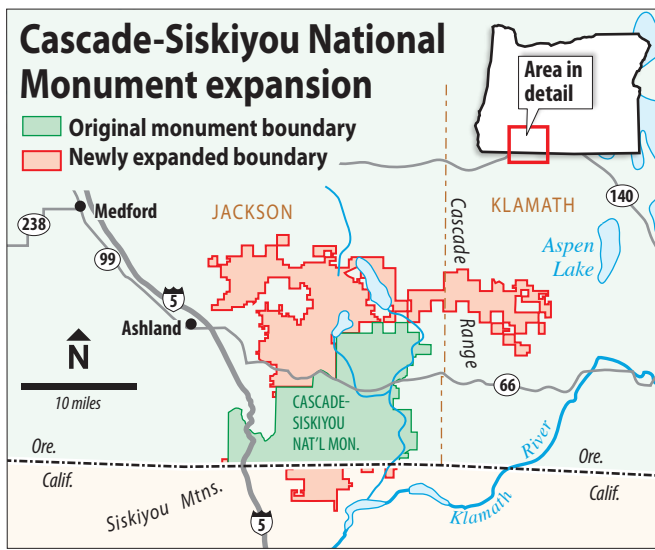 Cascade-Siskiyou National
Monument expansion
Area in
detail
Original monument boundary
Newly expanded boundary
JACKSON
KLAMATH
140
238
Medford
Cascade
Range
Aspen
Lake
99
5
Ashland
N
10 miles
66
CASCADE-
SISKIYOU
NAT'L MON.
Ore.
Calif.
Ore.
Calif.
Siskiyou Mtns.
5
Klamath
River